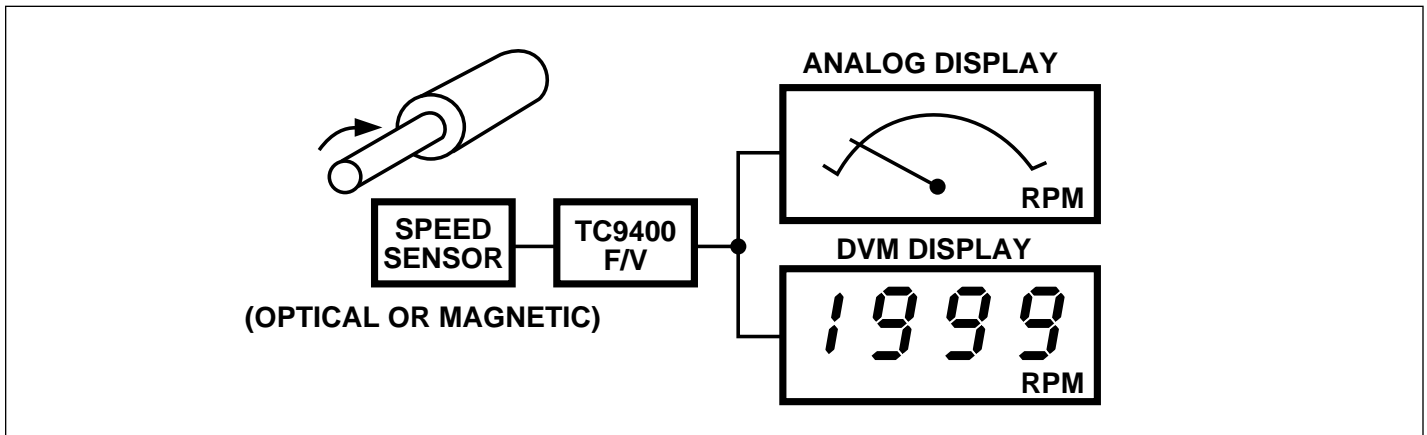 ANALOG DISPLAY
RPM
SPEED
SENSOR
TC9400
F/V
(OPTICAL OR MAGNETIC)
DVM DISPLAY
1999
RPM